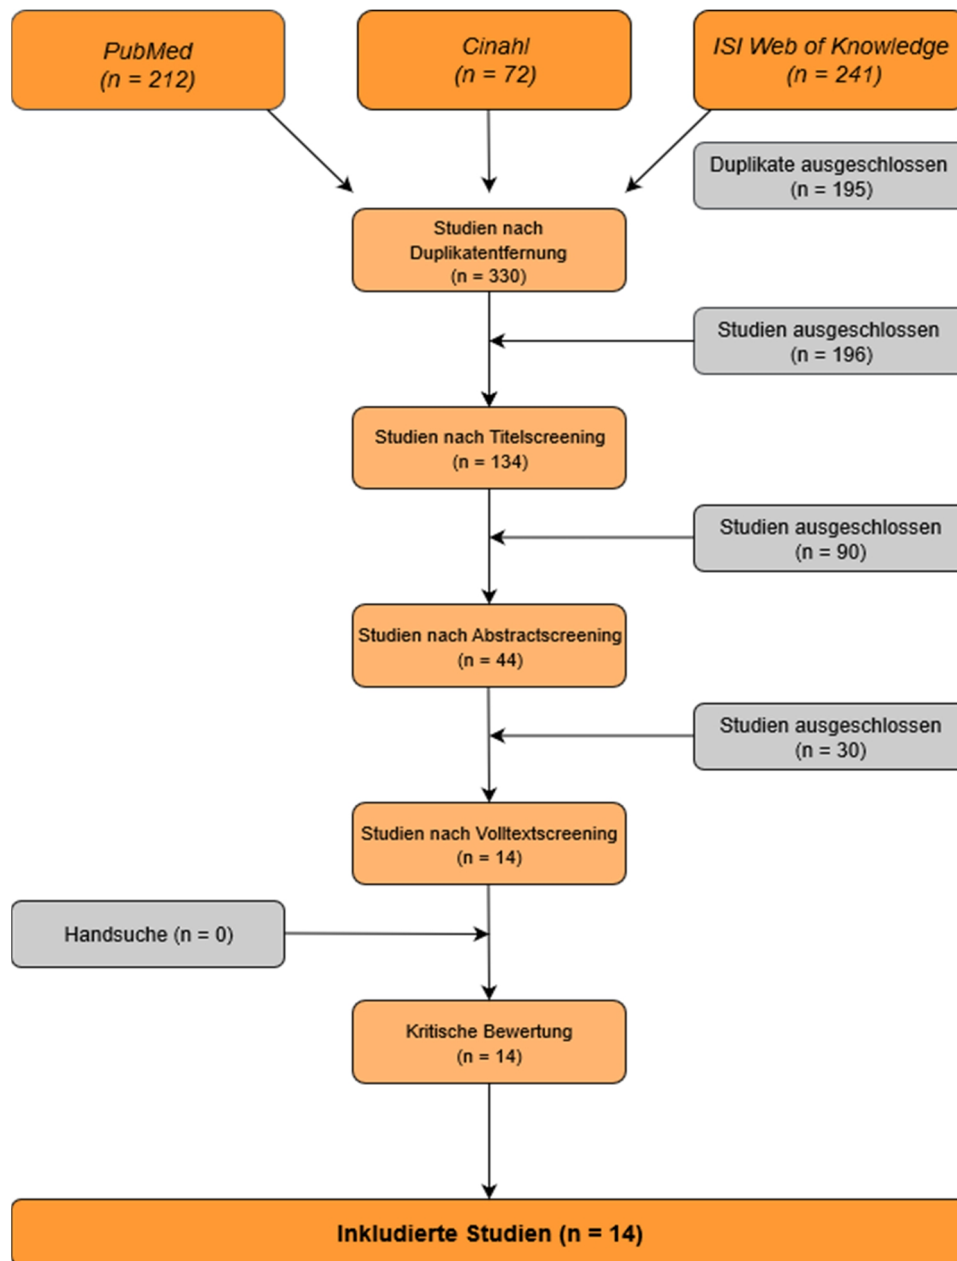 PubMed
(n = 212)
Cinahl
(n = 72)
ISI Web of Knowledge
(n = 241)
Duplikate ausgeschlossen
(n = 195)
Studien nach
Duplikatentfernung
(n = 330)
Studien ausgeschlossen
(n = 196)
Studien nach Titelscreening
(n = 134)
Studien ausgeschlossen
(n = 90)
Studien nach Abstractscreening
(n = 44)
Studien ausgeschlossen
(n = 30)
Studien nach Volltextscreening
(n = 14)
Handsuche (n = 0)
Kritische Bewertung
(n = 14)
Inkludierte Studien (n = 14)